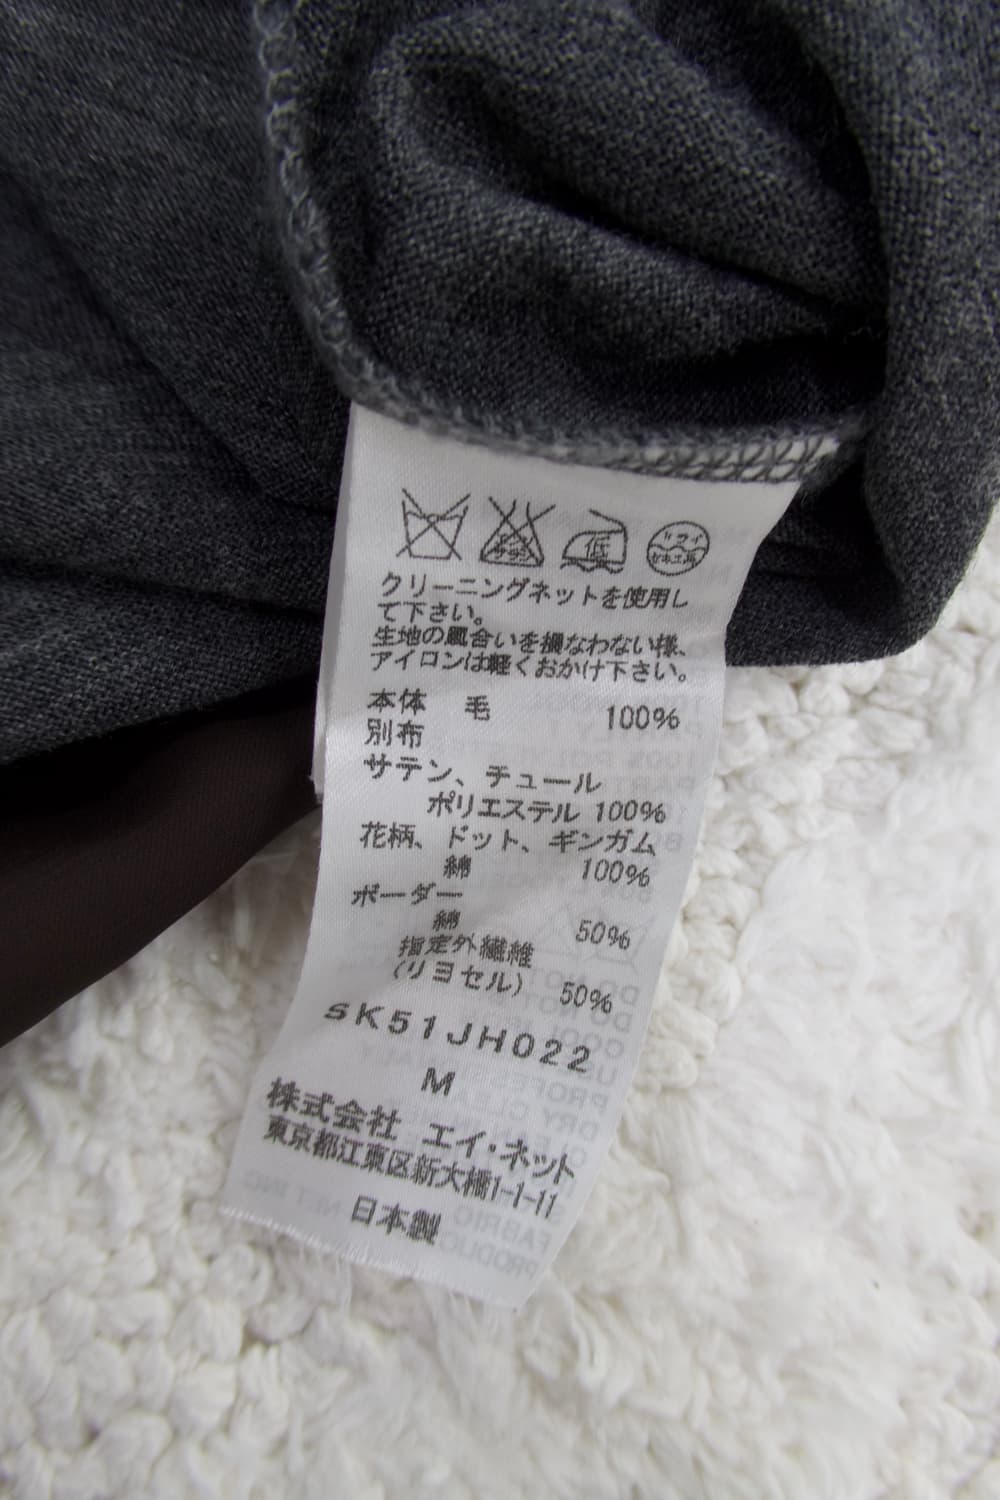 低
クリーニングネットを使用し
て下さい。
生地の風合いを損なわない様、
アイロンは軽くおかけ下さい。
本体 毛 100%
別布
サテン、チュール
ポリエステル 100%
花柄、ドット、ギンガム
綿 100%
ボーダー
綿 50%
指定外繊維
(リヨセル) 50%
SK51JH022
M
株式会社 エイ・ネット
東京都江東区新大橋1-1-11
日本製